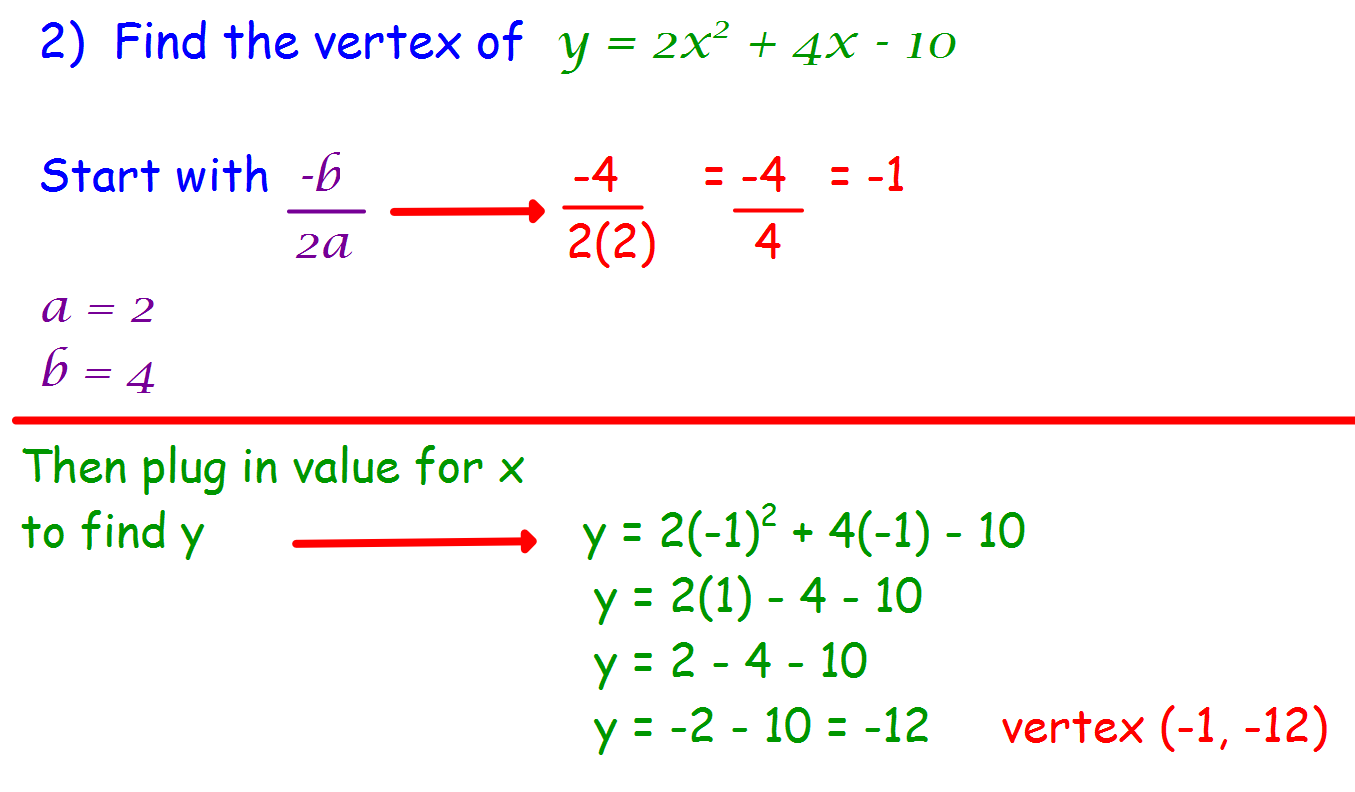 2) Find the vertex of y = 2x² + 4x - 10
Start with -b/2a → -4/2(2) = -4/4 = -1
a = 2
b = 4
Then plug in value for x
to find y → y = 2(-1)² + 4(-1) - 10
y = 2(1) - 4 - 10
y = 2 - 4 - 10
y = -2 - 10 = -12 vertex (-1, -12)